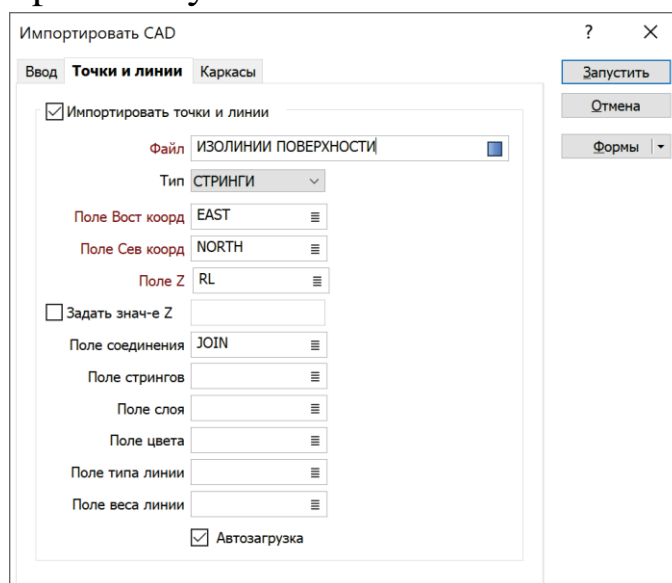 Импортировать CAD ? ×
Ввод Точки и линии Каркасы
Запустить
Отмена
Формы
Импортировать точки и линии
Файл ИЗОЛИНИИ ПОВЕРХНОСТИ
Тип СТРИНГИ
Поле Вост коорд EAST
Поле Сев коорд NORTH
Поле Z RL
Задать знач-е Z
Поле соединения JOIN
Поле стрингов
Поле слоя
Поле цвета
Поле типа линии
Поле веса линии
Автозагрузка